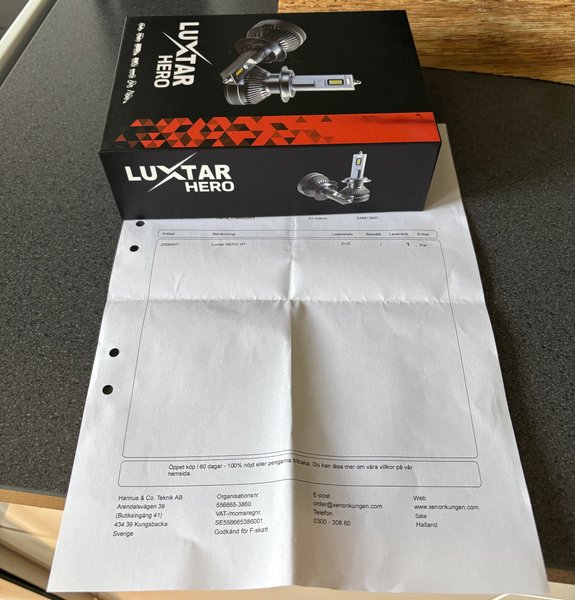 LUXTAR
HERO
LUXTAR
HERO
Artikel Benämning Lagerplats Beställt Levererat Enhet
Luxtar HERO H7 1 1 Par
Öppet köp i 60 dagar - 100% nöjd eller pengarna tillbaka. Du kan läsa mer om våra villkor på vår
hemsida.
Hannus & Co. Teknik AB Organisationsnr E-post Web
Arendalsvägen 39 556665-3860 order@xenonkungen.com www.xenonkungen.com
(Butiksingång 41) VAT-/momsregnr Telefon Säte
434 39 Kungsbacka SE556665386001 0300 - 308 60 Halland
Sverige Godkänd för F-skatt